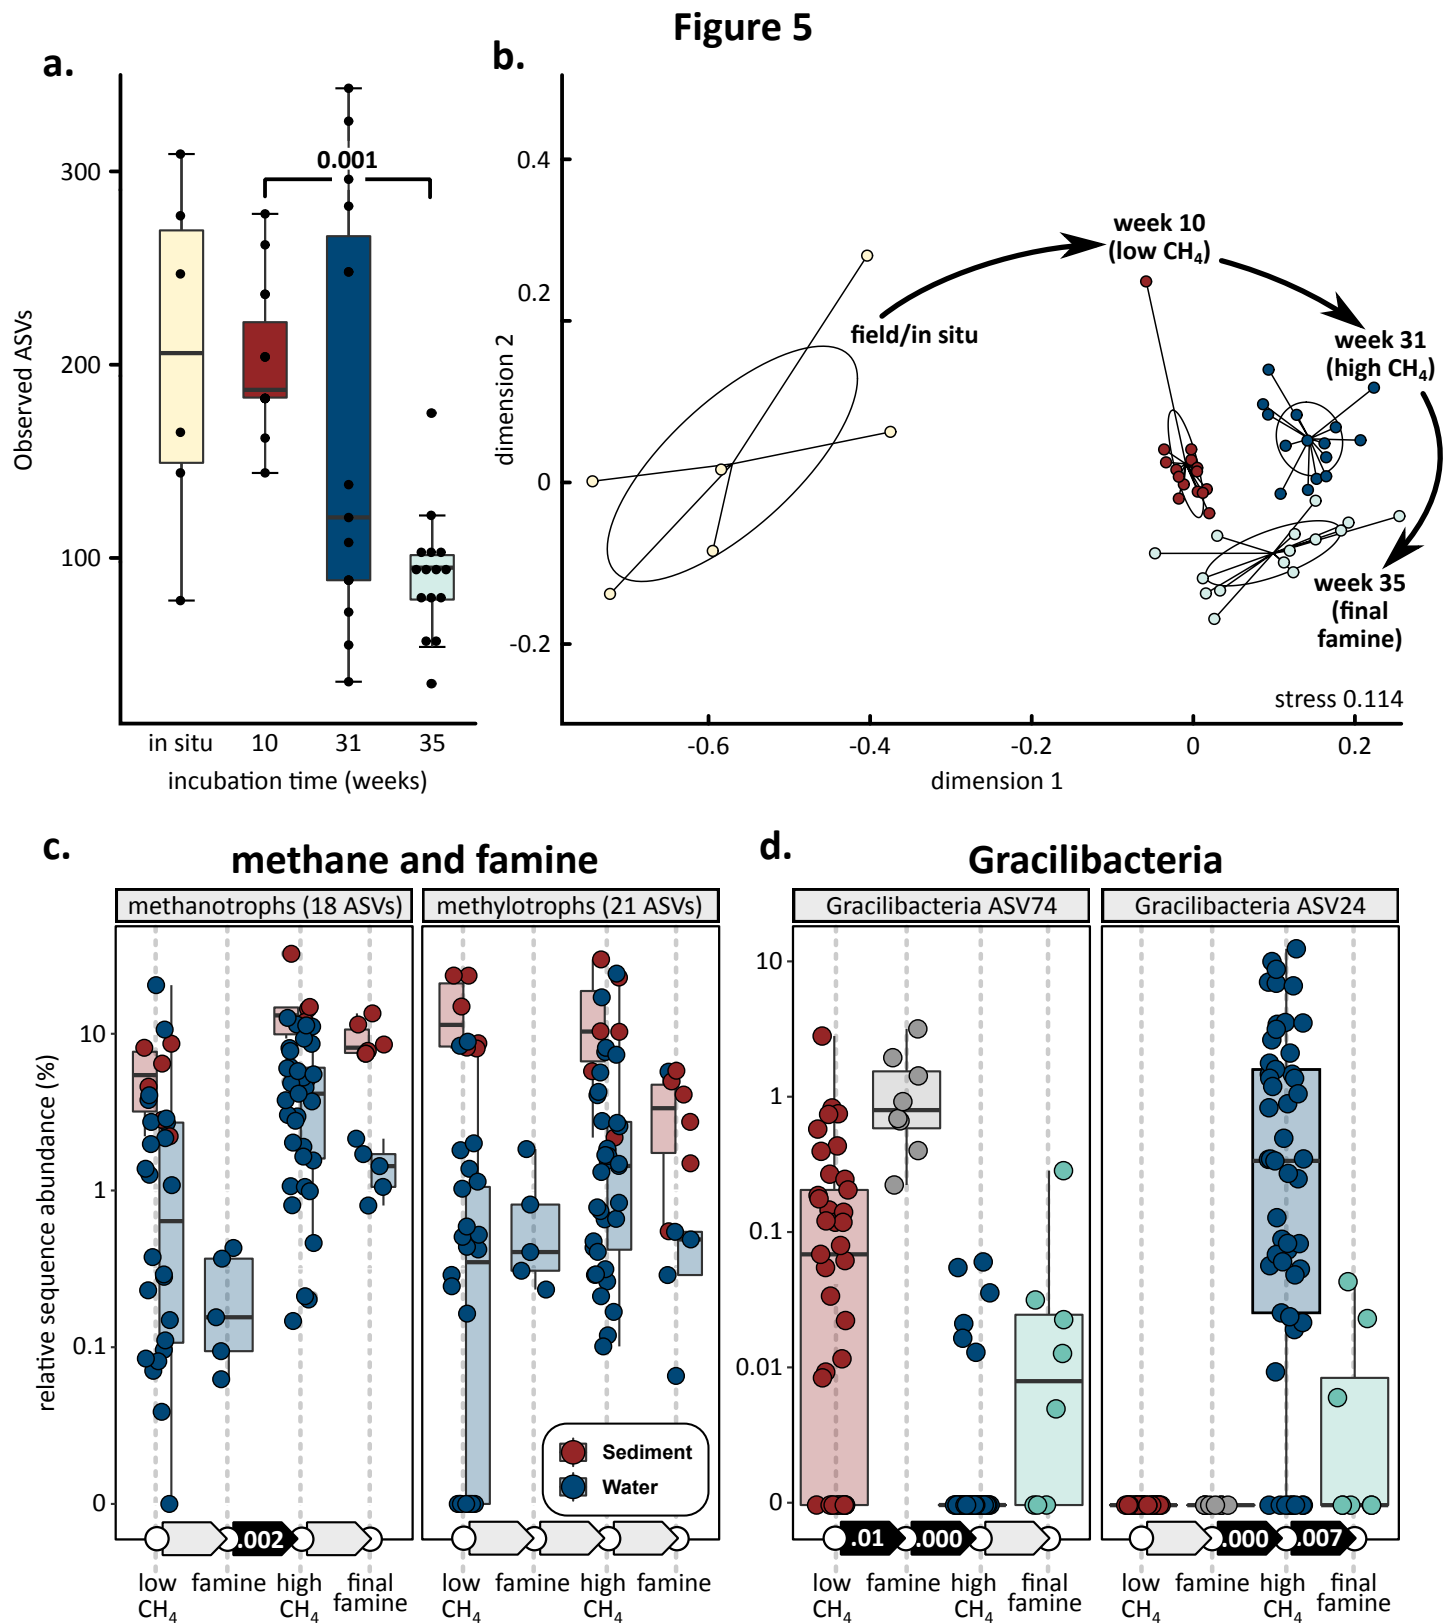 Figure 5
a.
Observed ASVs
300
200
100
0.001
in situ
10
31
35
incubation time (weeks)
b.
dimension 2
0.4
0.2
0
-0.2
field/in situ
week 10
(low CH₄)
week 31
(high CH₄)
week 35
(final
famine)
stress 0.114
-0.6
-0.4
-0.2
0
0.2
dimension 1
c.
methane and famine
methanotrophs (18 ASVs)
methylotrophs (21 ASVs)
relative sequence abundance (%)
10
1
0.1
0
Sediment
Water
.002
low
CH₄
famine
high
CH₄
final
famine
low
CH₄
famine
high
CH₄
famine
d.
Gracilibacteria
Gracilibacteria ASV74
Gracilibacteria ASV24
10
1
0.1
0.01
0
.01
.000
.000
.007
low
CH₄
famine
high
CH₄
final
famine
low
CH₄
famine
high
CH₄
final
famine